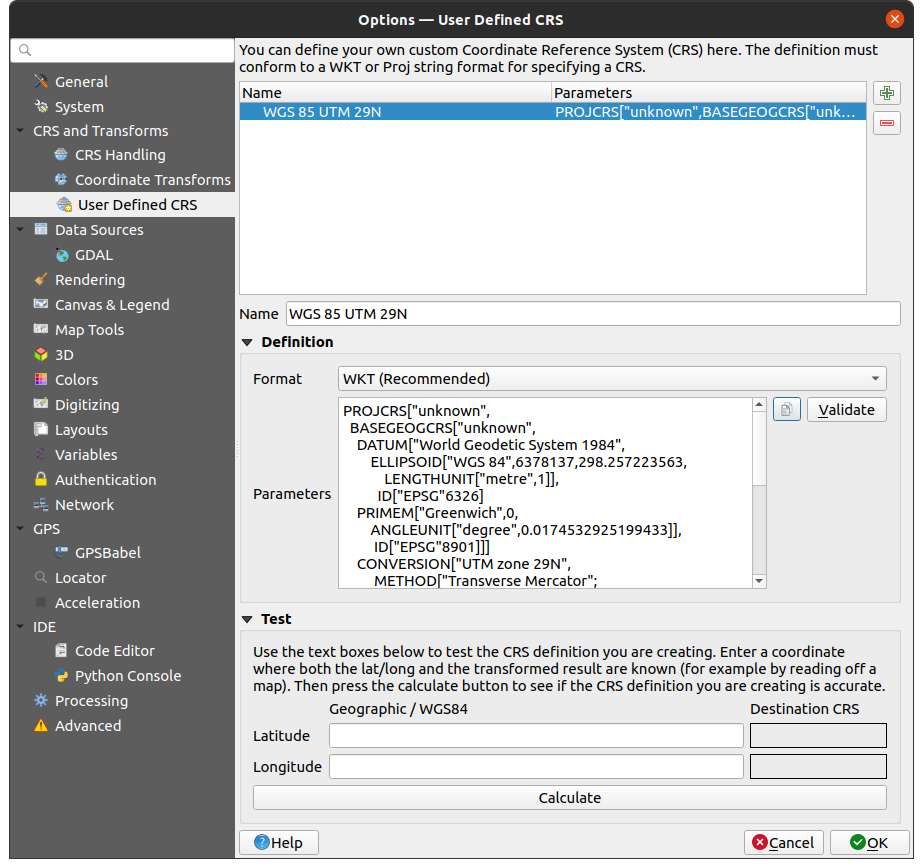 Options — User Defined CRS
General
System
CRS and Transforms
CRS Handling
Coordinate Transforms
User Defined CRS
Data Sources
GDAL
Rendering
Canvas & Legend
Map Tools
3D
Colors
Digitizing
Layouts
Variables
Authentication
Network
GPS
GPSBabel
Locator
Acceleration
IDE
Code Editor
Python Console
Processing
Advanced
You can define your own custom Coordinate Reference System (CRS) here. The definition must
conform to a WKT or Proj string format for specifying a CRS.
Name Parameters
WGS 85 UTM 29N PROJCRS["unknown",BASEGEOGCRS["unk...
Name WGS 85 UTM 29N
Definition
Format WKT (Recommended)
Validate
Parameters
PROJCRS["unknown",
BASEGEOGCRS["unknown",
DATUM["World Geodetic System 1984",
ELLIPSOID["WGS 84",6378137,298.257223563,
LENGTHUNIT["metre",1]],
ID["EPSG"6326]
PRIMEM["Greenwich",0,
ANGLEUNIT["degree",0.0174532925199433]],
ID["EPSG"8901]]]
CONVERSION["UTM zone 29N",
METHOD["Transverse Mercator";
Test
Use the text boxes below to test the CRS definition you are creating. Enter a coordinate
where both the lat/long and the transformed result are known (for example by reading off a
map). Then press the calculate button to see if the CRS definition you are creating is accurate.
Geographic / WGS84 Destination CRS
Latitude
Longitude
Calculate
Help Cancel OK